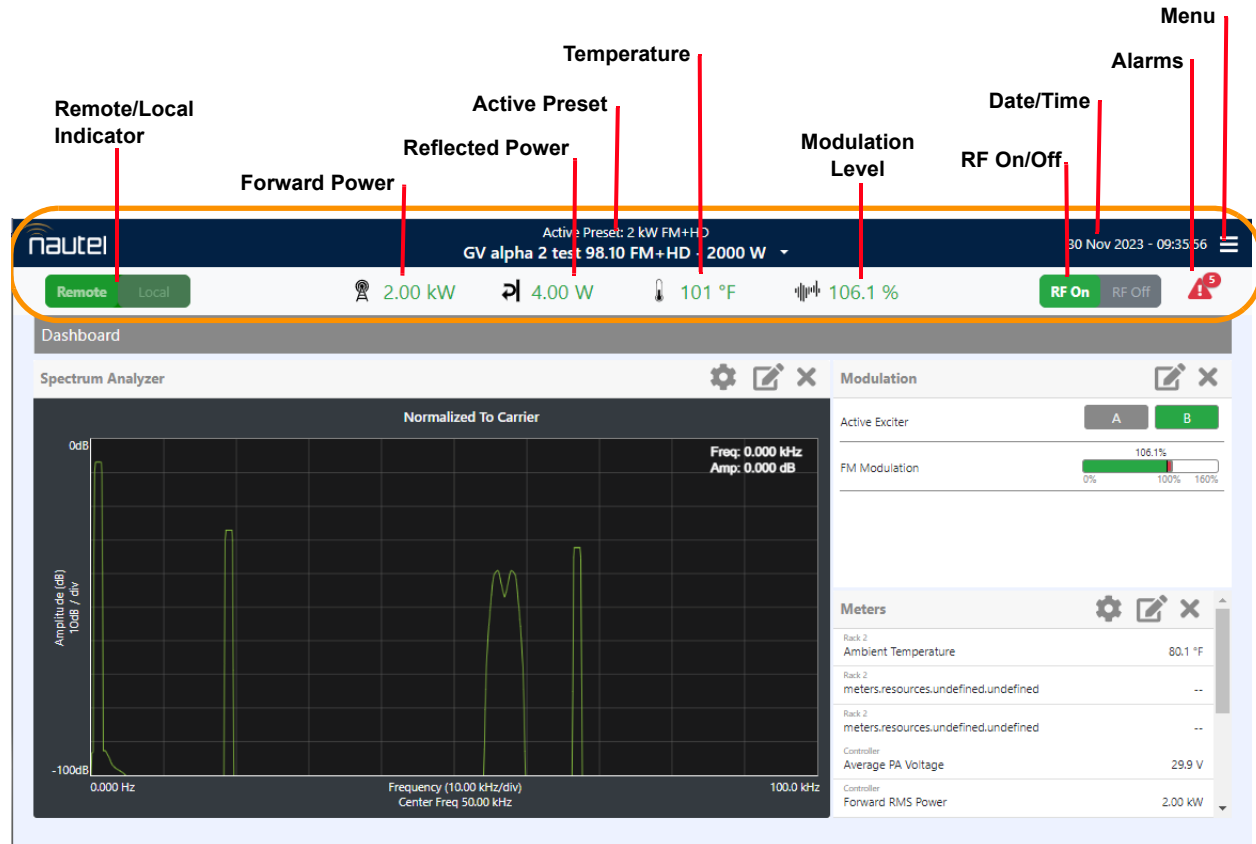 Menu
Temperature
Alarms
Active Preset
Date/Time
Remote/Local
Indicator
Reflected Power
Modulation
Level
RF On/Off
Forward Power
nautel
Active Preset: 2 kW FM+HD
GV alpha 2 test 98.10 FM+HD - 2000 W
30 Nov 2023 - 09:35:56
Remote Local
2.00 kW
4.00 W
101 °F
106.1 %
RF On RF Off
5
Dashboard
Spectrum Analyzer
Normalized To Carrier
0dB
Freq: 0.000 kHz
Amp: 0.000 dB
Amplitude (dB)
10dB / div
-100dB
0.000 Hz
Frequency (10.00 kHz/div)
100.0 kHz
Center Freq 50.00 kHz
Modulation
Active Exciter
A B
106.1%
FM Modulation
0% 100% 160%
Meters
Rack 2
Ambient Temperature 80.1 °F
Rack 2
meters.resources.undefined.undefined --
Rack 2
meters.resources.undefined.undefined --
Controller
Average PA Voltage 29.9 V
Controller
Forward RMS Power 2.00 kW